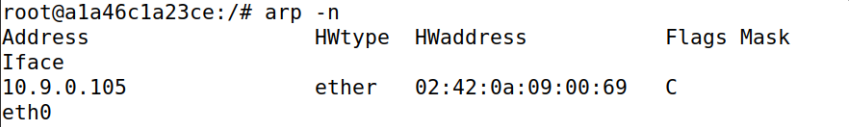 root@a1a46c1a23ce:/# arp -n
Address HWtype HWaddress Flags Mask
Iface
10.9.0.105 ether 02:42:0a:09:00:69 C
eth0